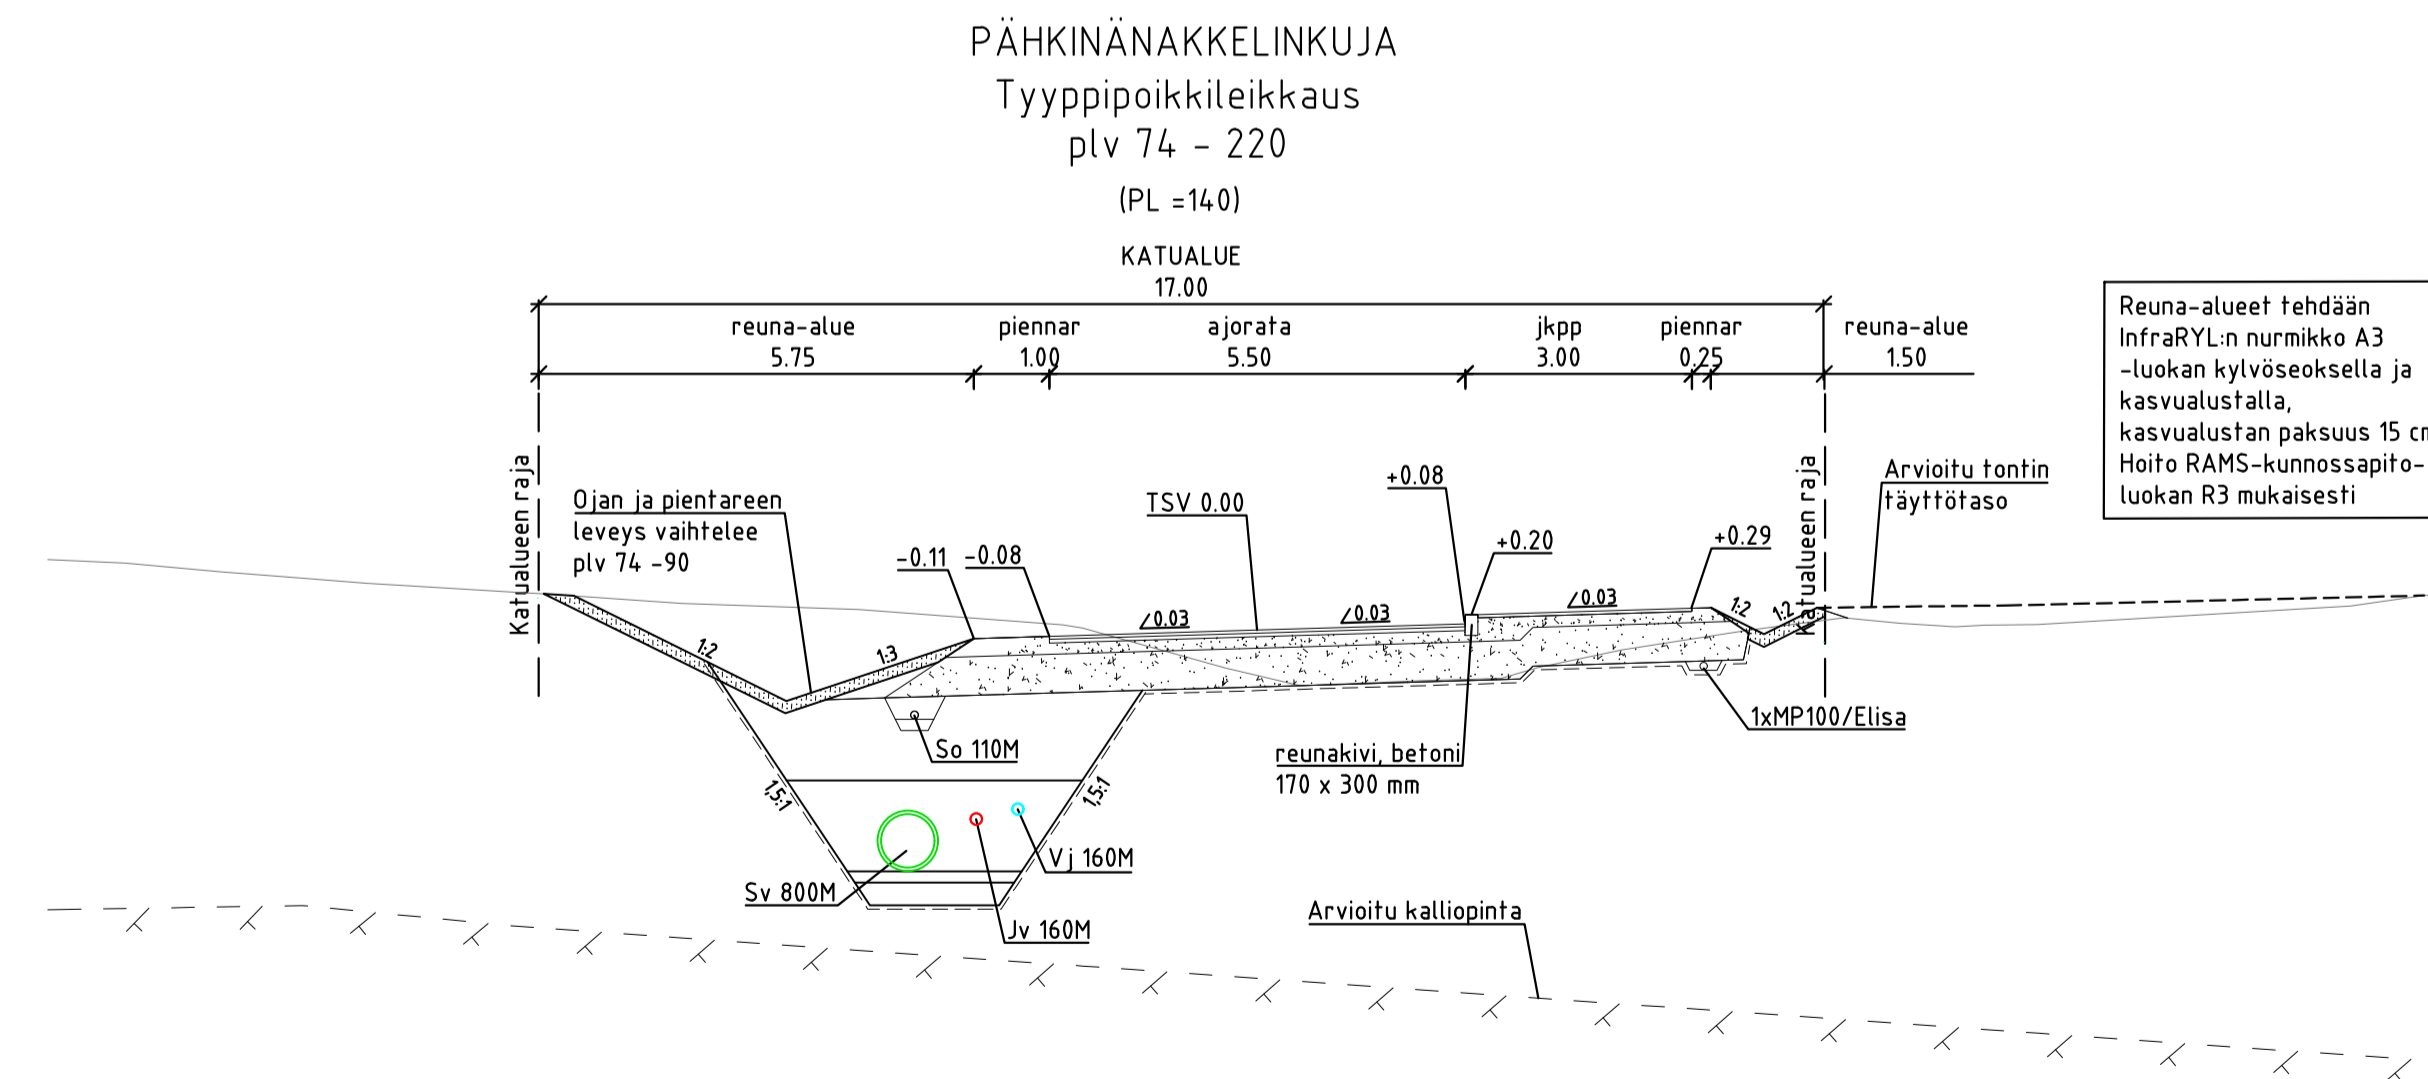 PÄHKINÄNAKKELINKUJA
Tyyppipoikkileikkaus
plv 74 - 220
(PL =140)
KATUALUE
17.00
reuna-alue piennar ajorata jkpp piennar reuna-alue
5.75 1.00 5.50 3.00 0.25 1.50
Reuna-alueet tehdään
InfraRYL:n nurmikko A3
-luokan kylvöseoksella ja
kasvualustalla,
kasvualustan paksuus 15 cm
Hoito RAMS-kunnossapito-
luokan R3 mukaisesti
Katualueen raja
Ojan ja pientareen
leveys vaihtelee
plv 74 -90
-0.11
-0.08
TSV 0.00
+0.08
+0.20
+0.29
Katualueen raja
Arvioitu tontin
täyttötaso
1:2
1:3
∠0.03
∠0.03
∠0.03
1:2
1:2
So 110M
reunakivi, betoni
170 x 300 mm
1xMP100/Elisa
1,5:1
1,5:1
Sv 800M
Vj 160M
Jv 160M
Arvioitu kalliopinta